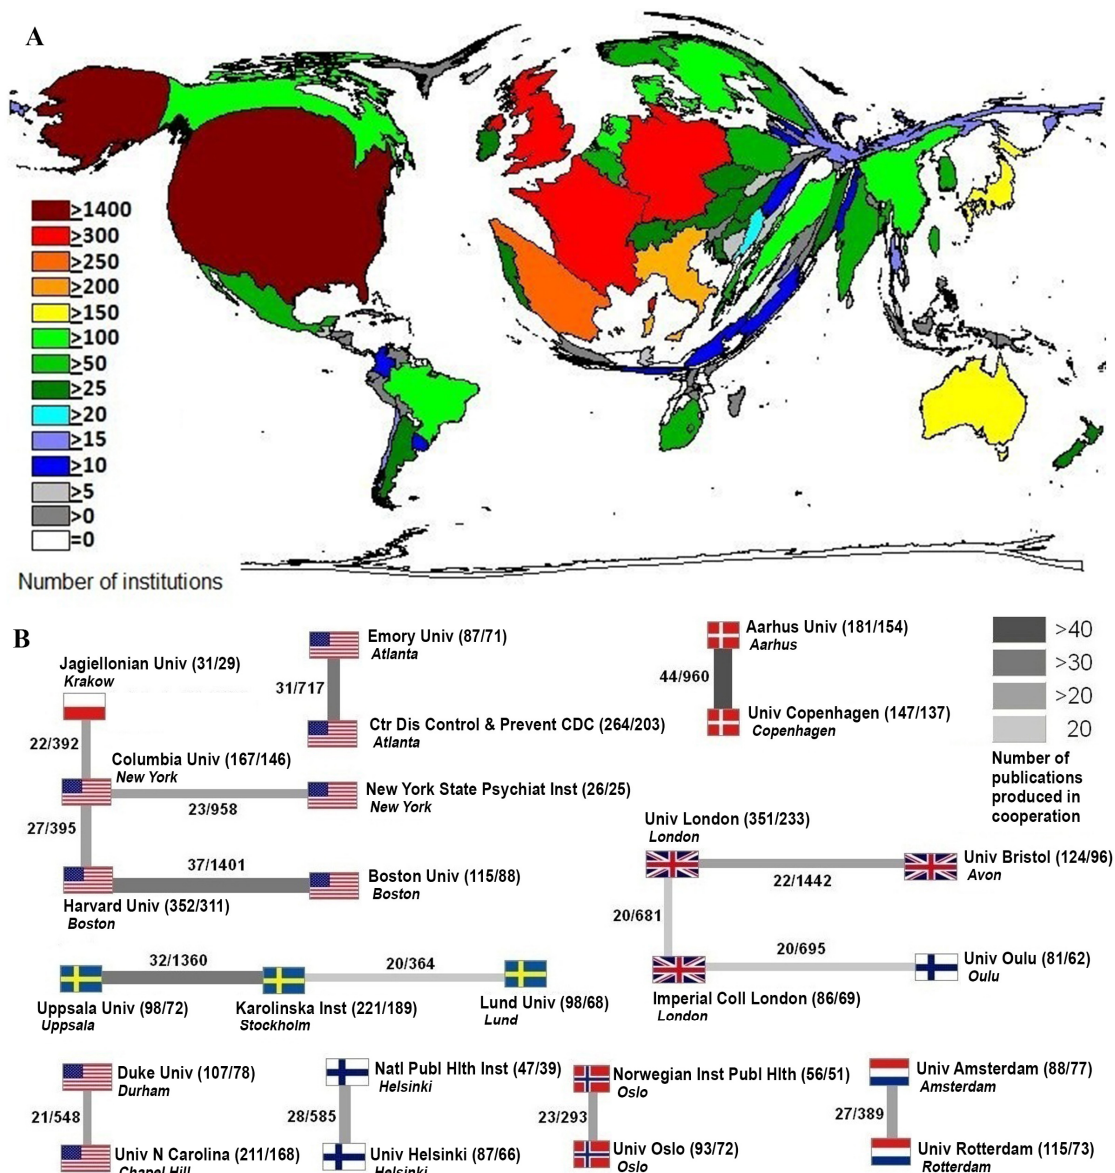 A
≥1400
≥300
≥250
≥200
≥150
≥100
≥50
≥25
≥20
≥15
≥10
≥5
>0
=0
Number of institutions
B
Jagiellonian Univ (31/29)
Krakow
22/392
Columbia Univ (167/146)
New York
27/395
Harvard Univ (352/311)
Boston
Emory Univ (87/71)
Atlanta
31/717
Ctr Dis Control & Prevent CDC (264/203)
Atlanta
23/958
New York State Psychiat Inst (26/25)
New York
37/1401
Boston Univ (115/88)
Boston
Aarhus Univ (181/154)
Aarhus
44/960
Univ Copenhagen (147/137)
Copenhagen
>40
>30
>20
20
Number of
publications
produced in
cooperation
Univ London (351/233)
London
22/1442
Univ Bristol (124/96)
Avon
20/681
20/695
Imperial Coll London (86/69)
London
Univ Oulu (81/62)
Oulu
32/1360
20/364
Uppsala Univ (98/72)
Uppsala
Karolinska Inst (221/189)
Stockholm
Lund Univ (98/68)
Lund
Duke Univ (107/78)
Durham
21/548
Univ N Carolina (211/168)
Chapel Hill
Natl Publ Hlth Inst (47/39)
Helsinki
28/585
Univ Helsinki (87/66)
Helsinki
Norwegian Inst Publ Hlth (56/51)
Oslo
23/293
Univ Oslo (93/72)
Oslo
Univ Amsterdam (88/77)
Amsterdam
27/389
Univ Rotterdam (115/73)
Rotterdam